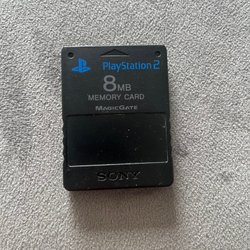 PlayStation 2
8MB
MEMORY CARD
MAGICGATE
SONY